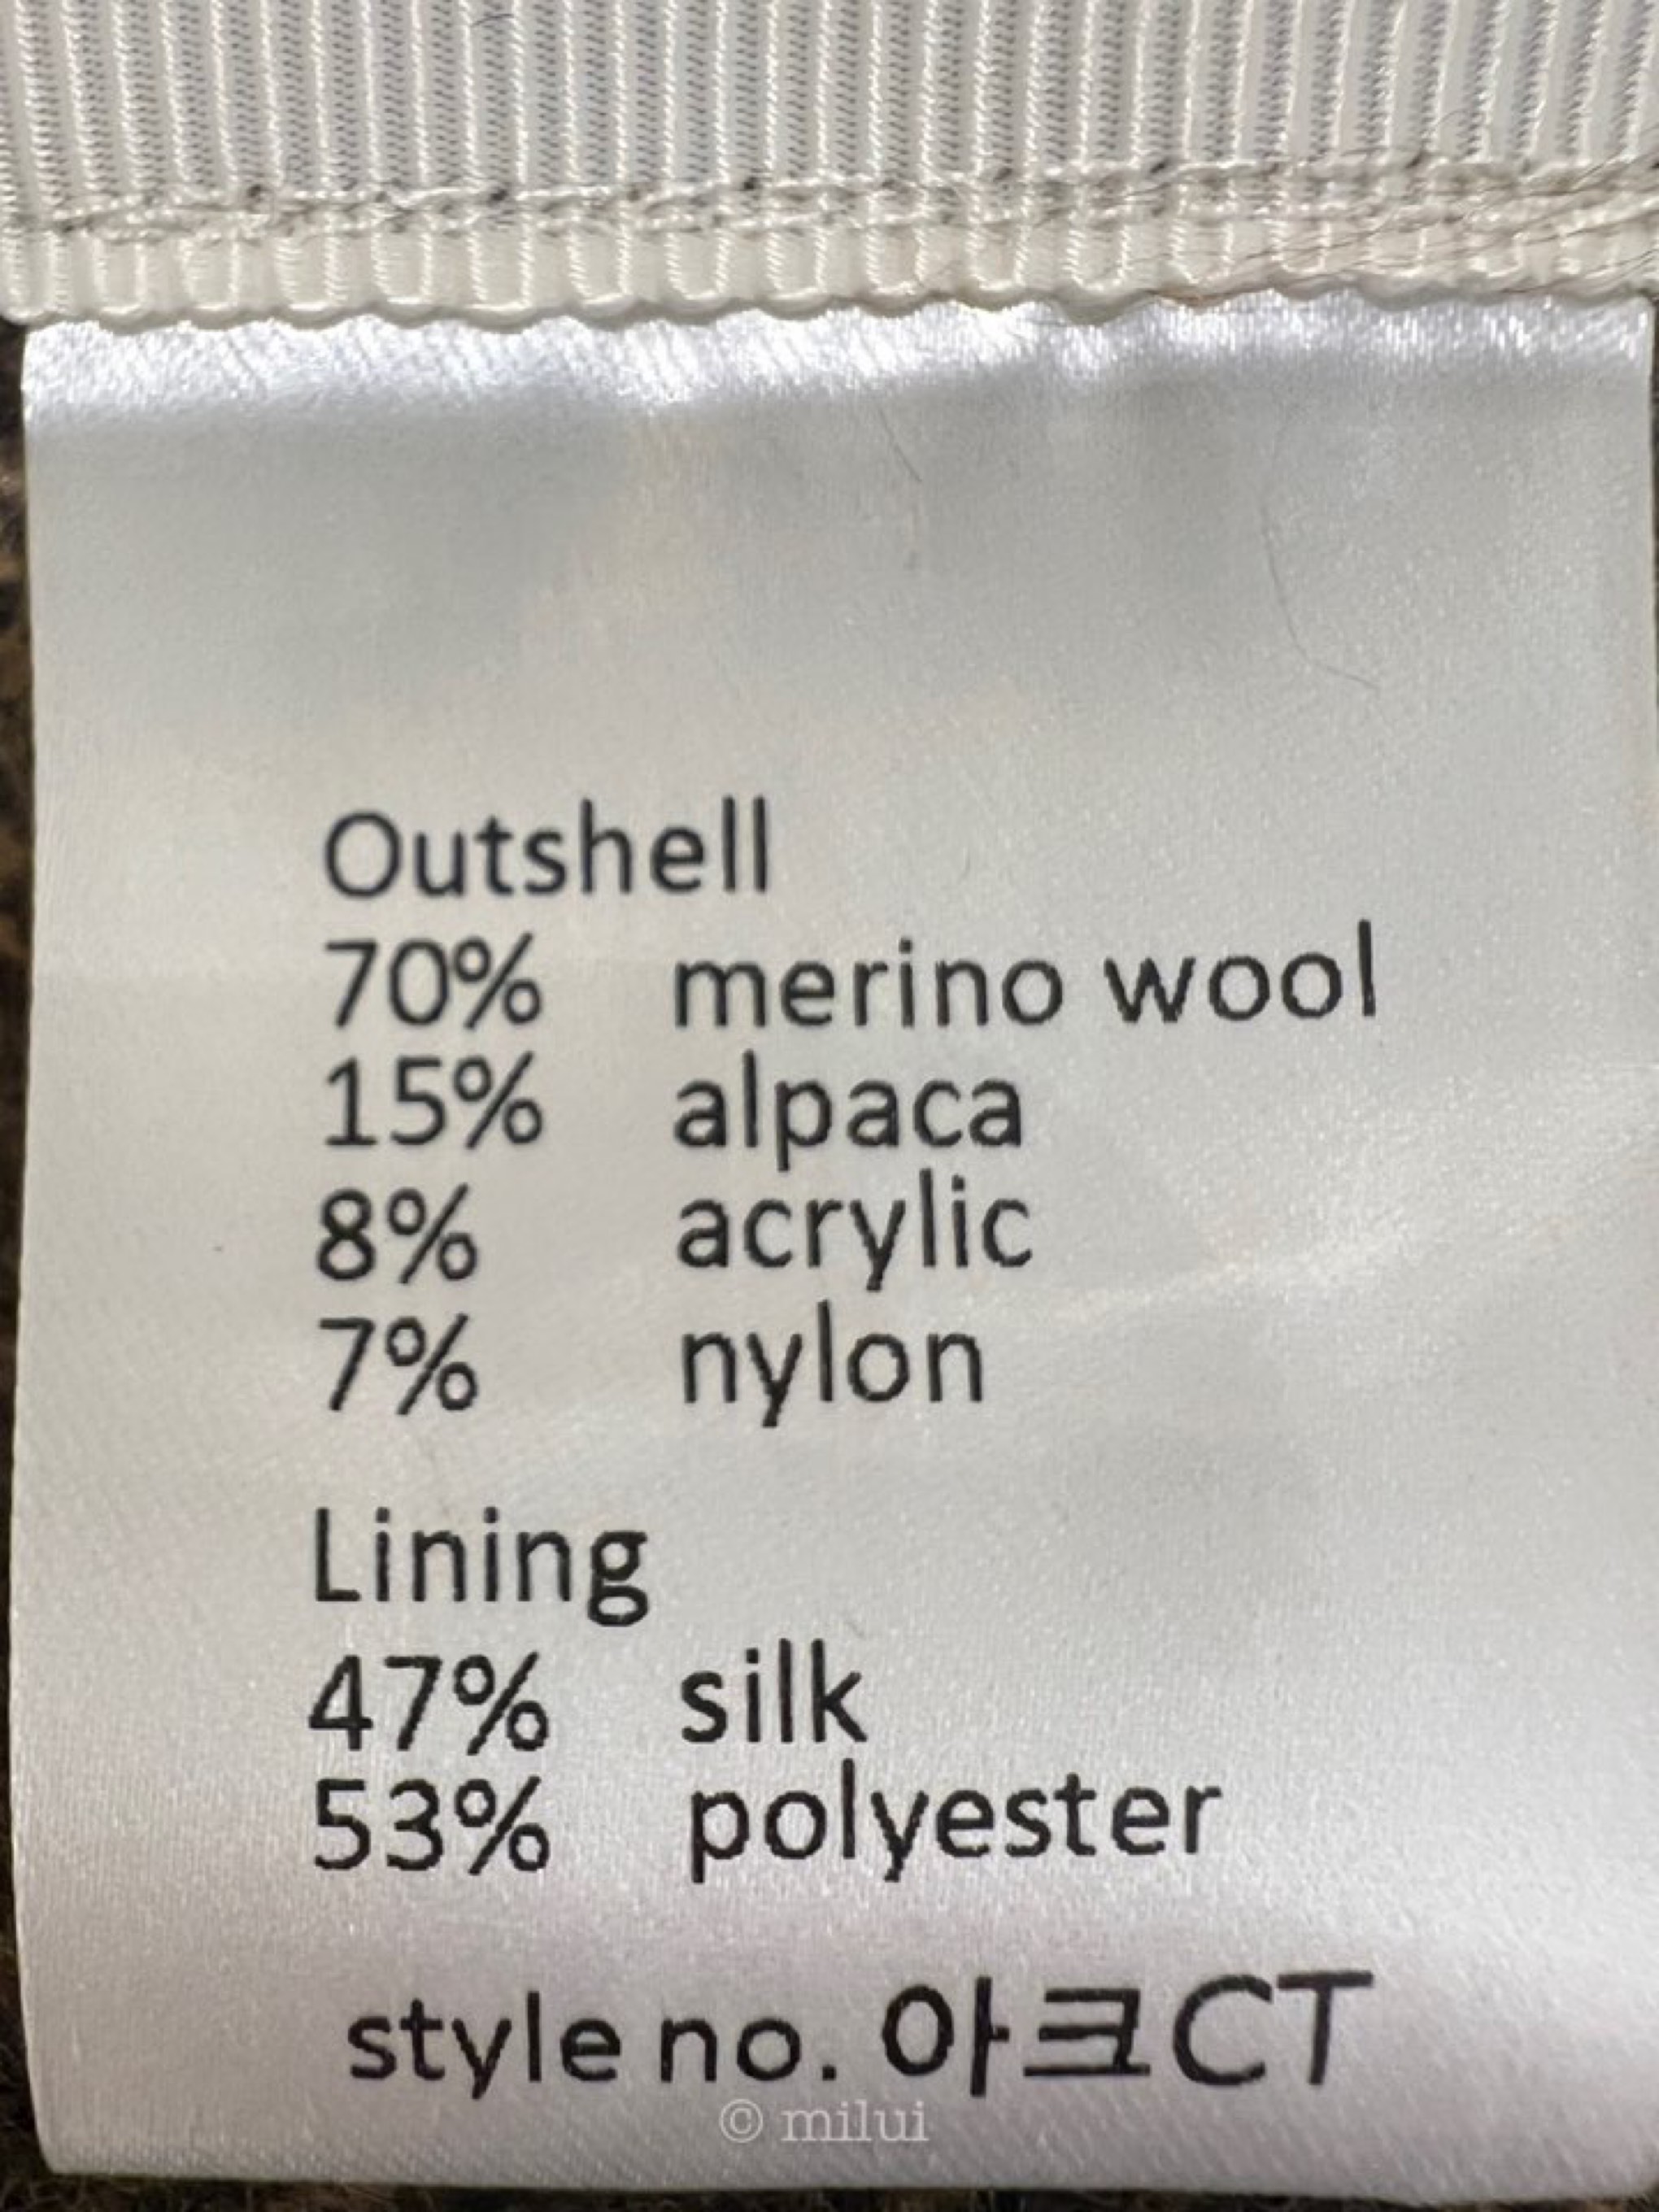 Outshell
70% merino wool
15% alpaca
8% acrylic
7% nylon
Lining
47% silk
53% polyester
style no. 아크CT
© milui